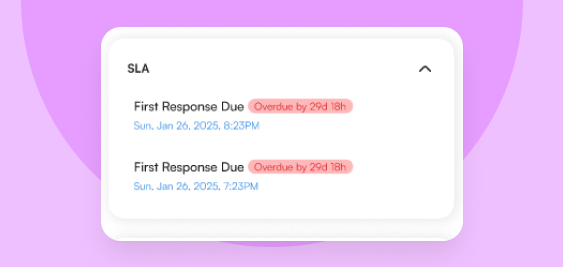 SLA
First Response Due Overdue by 29d 18h
Sun, Jan 26, 2025, 8:23PM
First Response Due Overdue by 29d 18h
Sun, Jan 26, 2025, 7:23PM